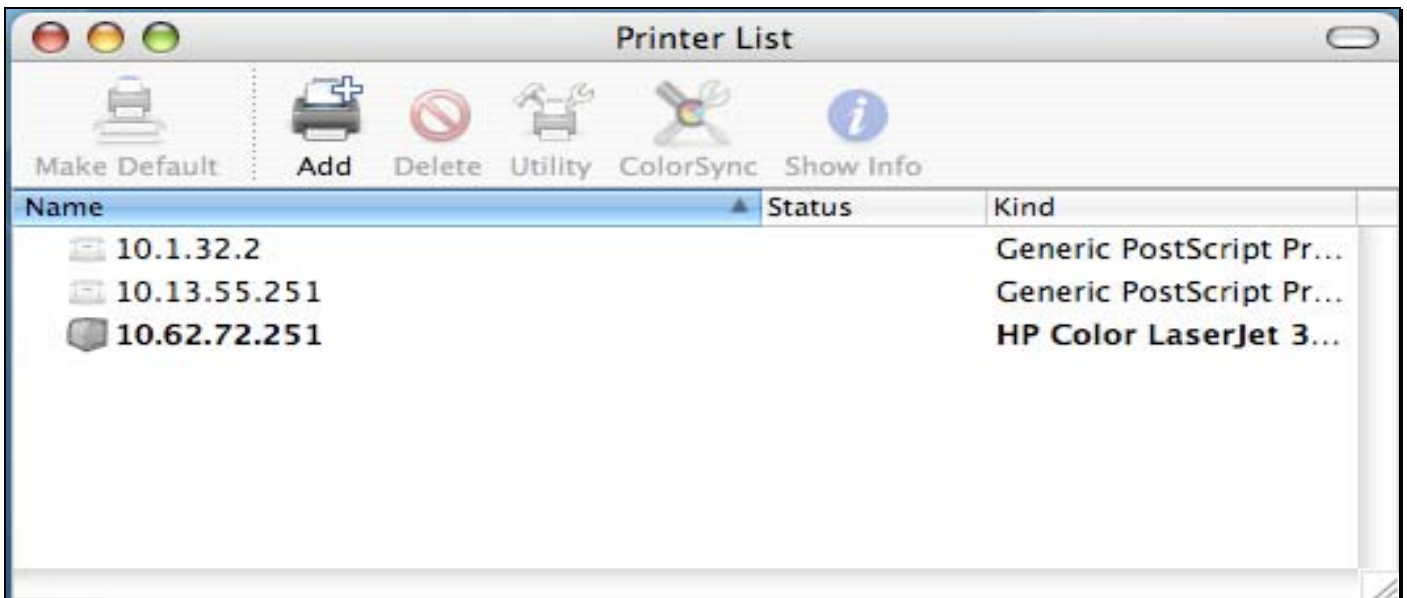 Printer List
Make Default Add Delete Utility ColorSync Show Info
Name Status Kind
10.1.32.2 Generic PostScript Pr...
10.13.55.251 Generic PostScript Pr...
10.62.72.251 HP Color LaserJet 3...